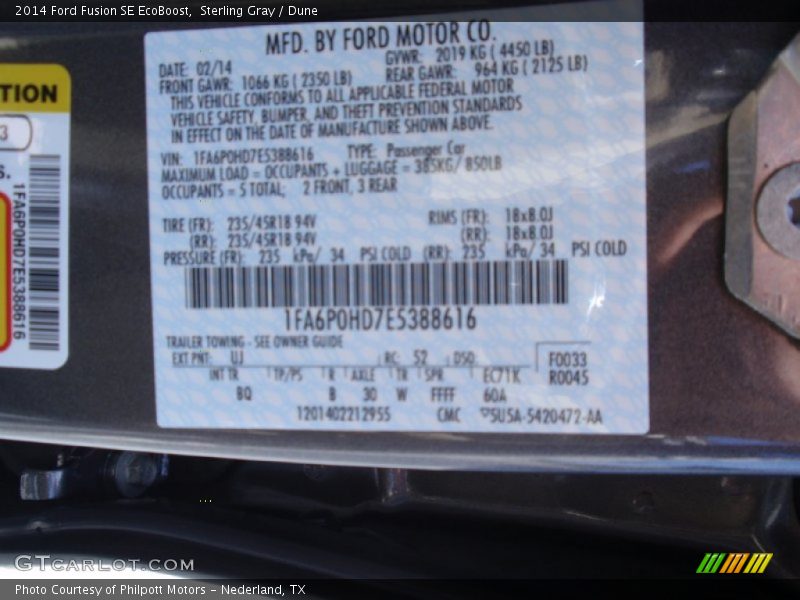 2014 Ford Fusion SE EcoBoost, Sterling Gray / Dune
MFD. BY FORD MOTOR CO.
DATE: 02/14 GVWR: 2019 KG ( 4450 LB)
FRONT GAWR: 1066 KG ( 2350 LB) REAR GAWR: 964 KG ( 2125 LB)
THIS VEHICLE CONFORMS TO ALL APPLICABLE FEDERAL MOTOR
VEHICLE SAFETY, BUMPER, AND THEFT PREVENTION STANDARDS
IN EFFECT ON THE DATE OF MANUFACTURE SHOWN ABOVE.
VIN: 1FA6P0HD7E5388616 TYPE: Passenger Car
MAXIMUM LOAD = OCCUPANTS + LUGGAGE = 385KG/ 850LB
OCCUPANTS = 5 TOTAL; 2 FRONT, 3 REAR
TIRE (FR): 235/45R18 94V RIMS (FR): 18x8.0J
(RR): 235/45R18 94V (RR): 18x8.0J
PRESSURE (FR): 235 kPa/ 34 PSI COLD (RR): 235 kPa/ 34 PSI COLD
1FA6P0HD7E5388616
TRAILER TOWING - SEE OWNER GUIDE
EXT PNT: UJ RC: 52 DSO: F0033
INT TR TP/PS R AXLE TR SPR EC71K R0045
BQ B 30 W FFFF 60A
1201402212955 CMC 5U5A-5420472-AA
TION
3
S.
1FA6P0HD7E5388616
GTCarLot.com
Photo Courtesy of Philpott Motors - Nederland, TX